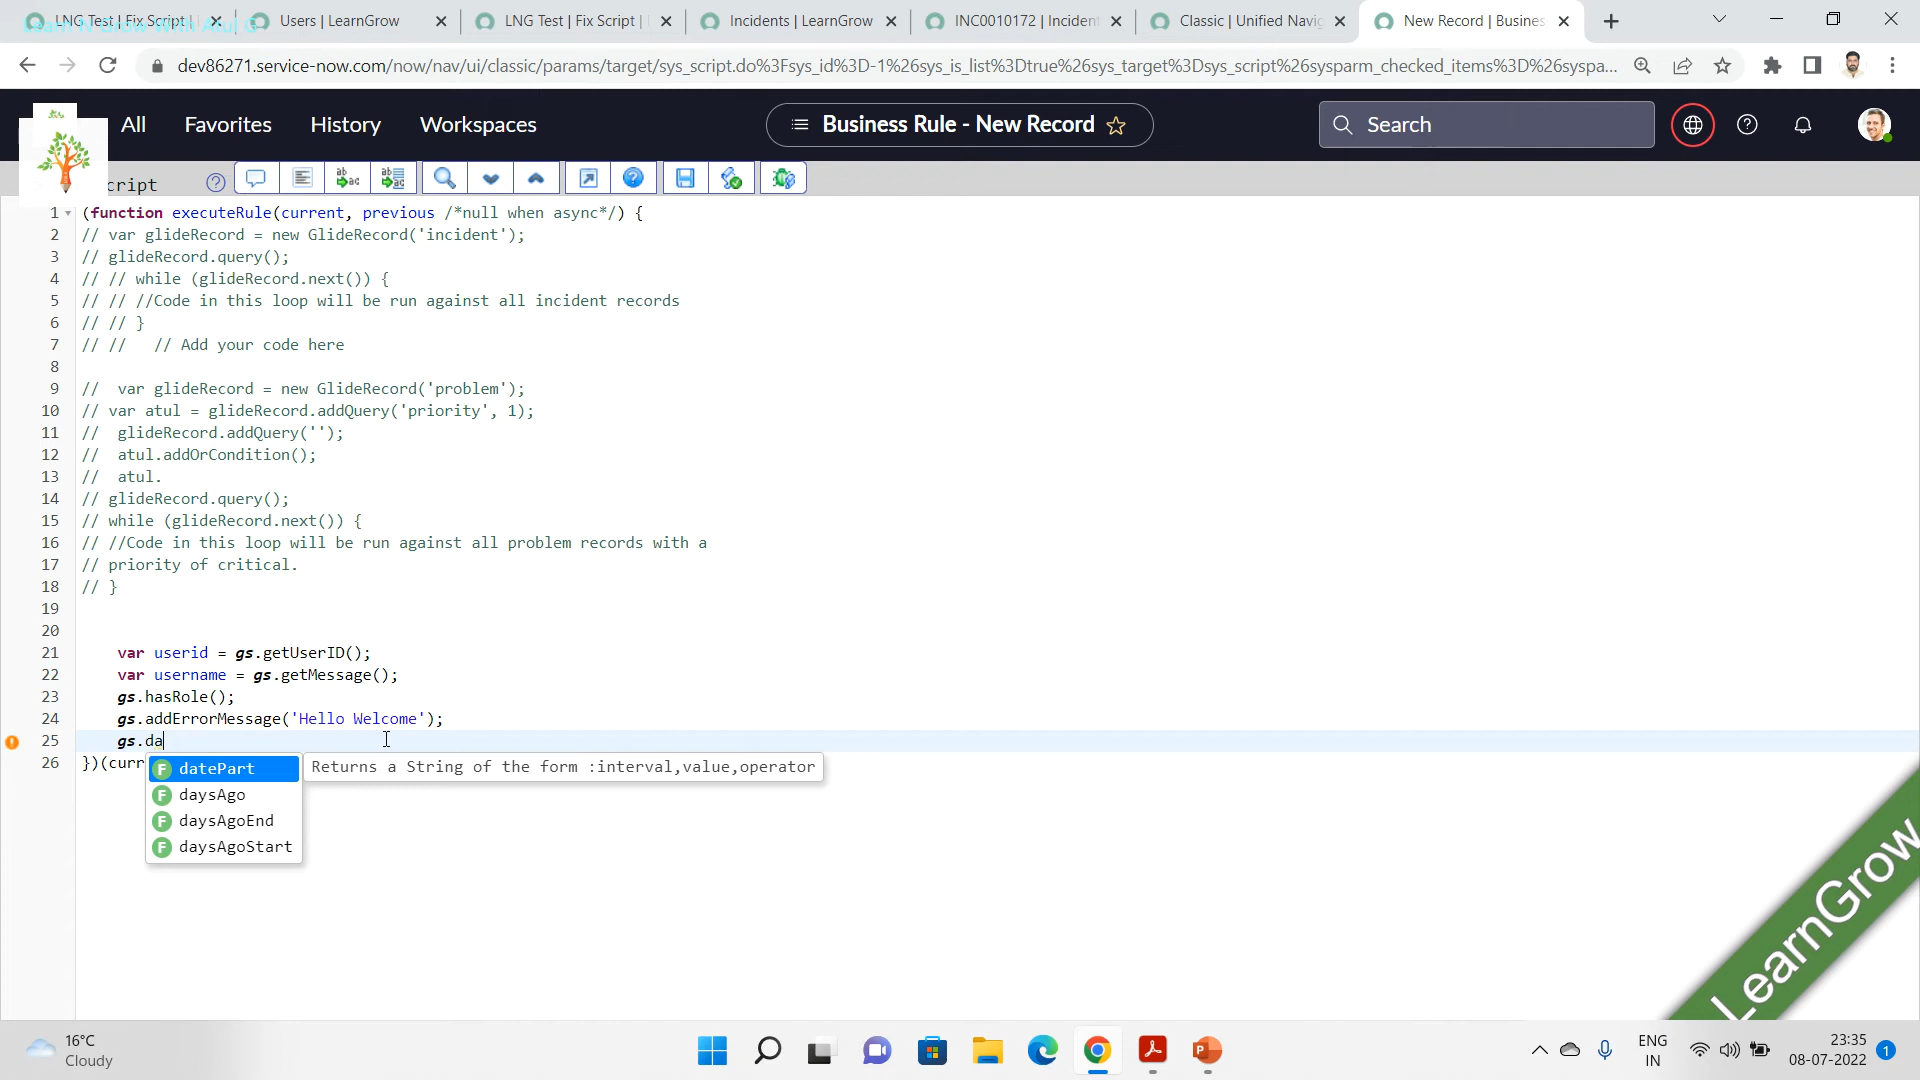 Learn N Grow With Atul G
LNG Test | Fix Script |
Users | LearnGrow
LNG Test | Fix Script |
Incidents | LearnGrow
INC0010172 | Incident
Classic | Unified Navig
New Record | Busines
dev86271.service-now.com/now/nav/ui/classic/params/target/sys_script.do%3Fsys_id%3D-1%26sys_is_list%3Dtrue%26sys_target%3Dsys_script%26sysparm_checked_items%3D%26syspa...
All
Favorites
History
Workspaces
Business Rule - New Record
Search
cript
1 (function executeRule(current, previous /*null when async*/) {
2 // var glideRecord = new GlideRecord('incident');
3 // glideRecord.query();
4 // // while (glideRecord.next()) {
5 // // //Code in this loop will be run against all incident records
6 // // }
7 // // // Add your code here
8
9 // var glideRecord = new GlideRecord('problem');
10 // var atul = glideRecord.addQuery('priority', 1);
11 // glideRecord.addQuery('');
12 // atul.addOrCondition();
13 // atul.
14 // glideRecord.query();
15 // while (glideRecord.next()) {
16 // //Code in this loop will be run against all problem records with a
17 // priority of critical.
18 // }
19
20
21 var userid = gs.getUserID();
22 var username = gs.getMessage();
23 gs.hasRole();
24 gs.addErrorMessage('Hello Welcome');
25 gs.da
26 })(curr
F datePart
Returns a String of the form :interval,value,operator
F daysAgo
F daysAgoEnd
F daysAgoStart
LearnGrow
16°C
Cloudy
ENG
IN
23:35
08-07-2022
1